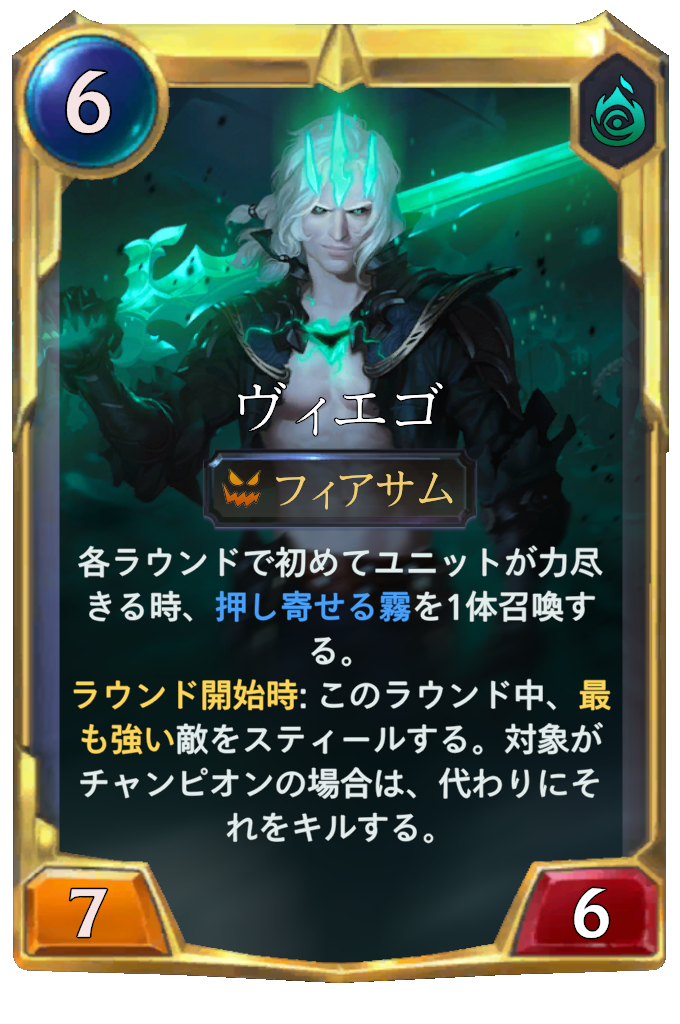 6
ヴィエゴ
フィアサム
各ラウンドで初めてユニットが力尽
きる時、押し寄せる霧を1体召喚す
る。
ラウンド開始時: このラウンド中、最
も強い敵をスティールする。対象が
チャンピオンの場合は、代わりにそ
れをキルする。
7
6